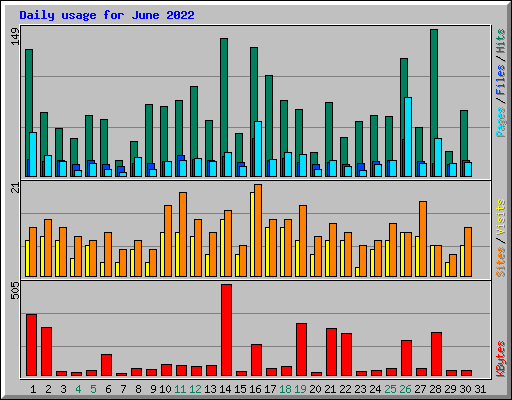 Daily usage for June 2022
149
Pages / Files / Hits
21
Sites / Visits
505
KBytes
1 2 3 4 5 6 7 8 9 10 11 12 13 14 15 16 17 18 19 20 21 22 23 24 25 26 27 28 29 30 31